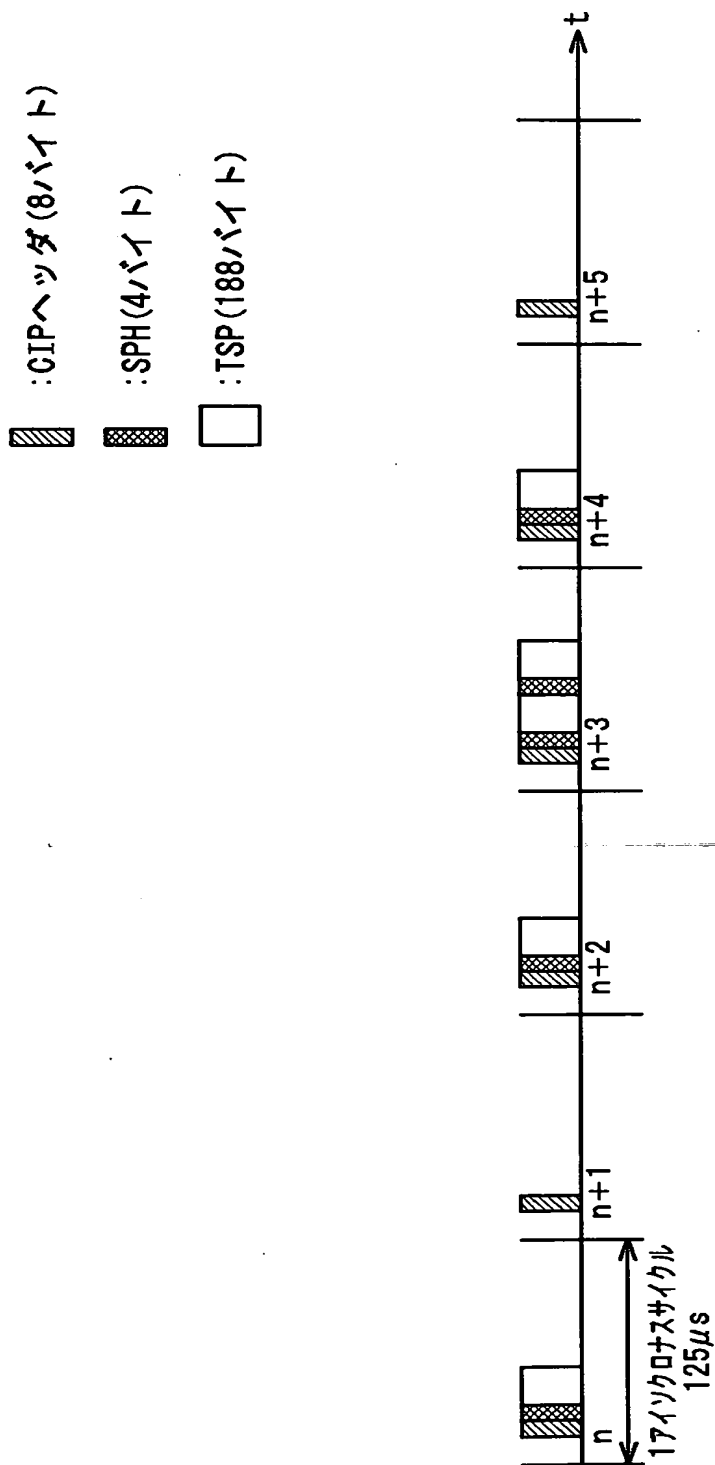 :CIPヘッダ(8バイト)
:SPH(4バイト)
:TSP(188バイト)
n
n+1
n+2
n+3
n+4
n+5
t
1アイソクロナスサイクル
125μs